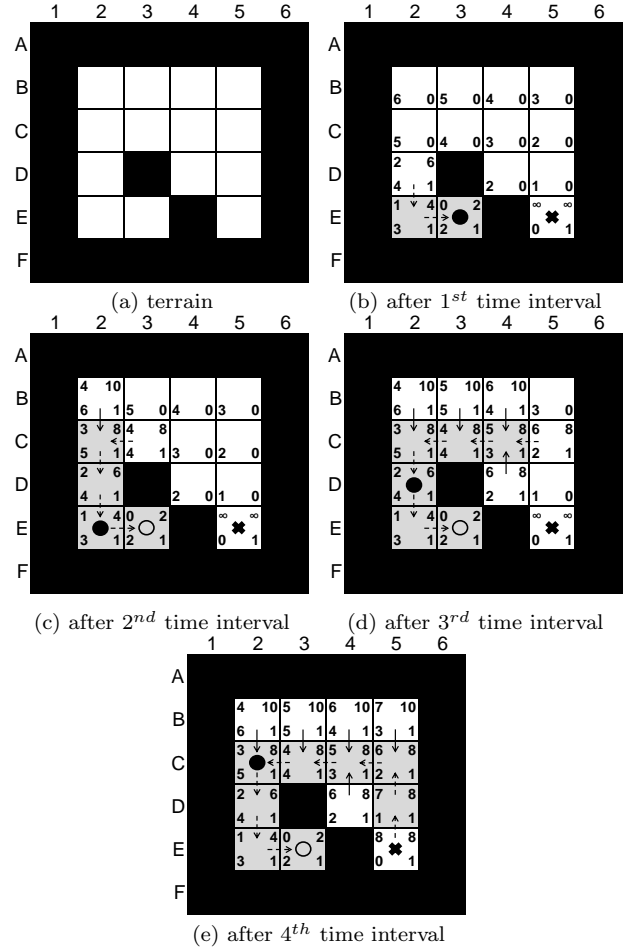 1 2 3 4 5 6
A
B
C
D
E
F
(a) terrain
1 2 3 4 5 6
A
B
6 0 5 0 4 0 3 0
C
5 0 4 0 3 0 2 0
2 6
D
4 1 2 0 1 0
1 4 0 2 ∞ ∞
E
3 1 2 1 0 1
F
(b) after 1st time interval
1 2 3 4 5 6
A
4 10
B
6 1 5 0 4 0 3 0
3 8 4 8
C
5 1 4 1 3 0 2 0
2 6
D
4 1 2 0 1 0
1 4 0 2 ∞ ∞
E
3 1 2 1 0 1
F
(c) after 2nd time interval
1 2 3 4 5 6
A
4 10 5 10 6 10
B
6 1 5 1 4 1 3 0
3 8 4 8 5 8 6 8
C
5 1 4 1 3 1 2 1
2 6 6 8
D
4 1 2 1 1 0
1 4 0 2 ∞ ∞
E
3 1 2 1 0 1
F
(d) after 3rd time interval
1 2 3 4 5 6
A
4 10 5 10 6 10 7 10
B
6 1 5 1 4 1 3 1
3 8 4 8 5 8 6 8
C
5 1 4 1 3 1 2 1
2 6 6 8 7 8
D
4 1 2 1 1 1
1 4 0 2 8 8
E
3 1 2 1 0 1
F
(e) after 4th time interval